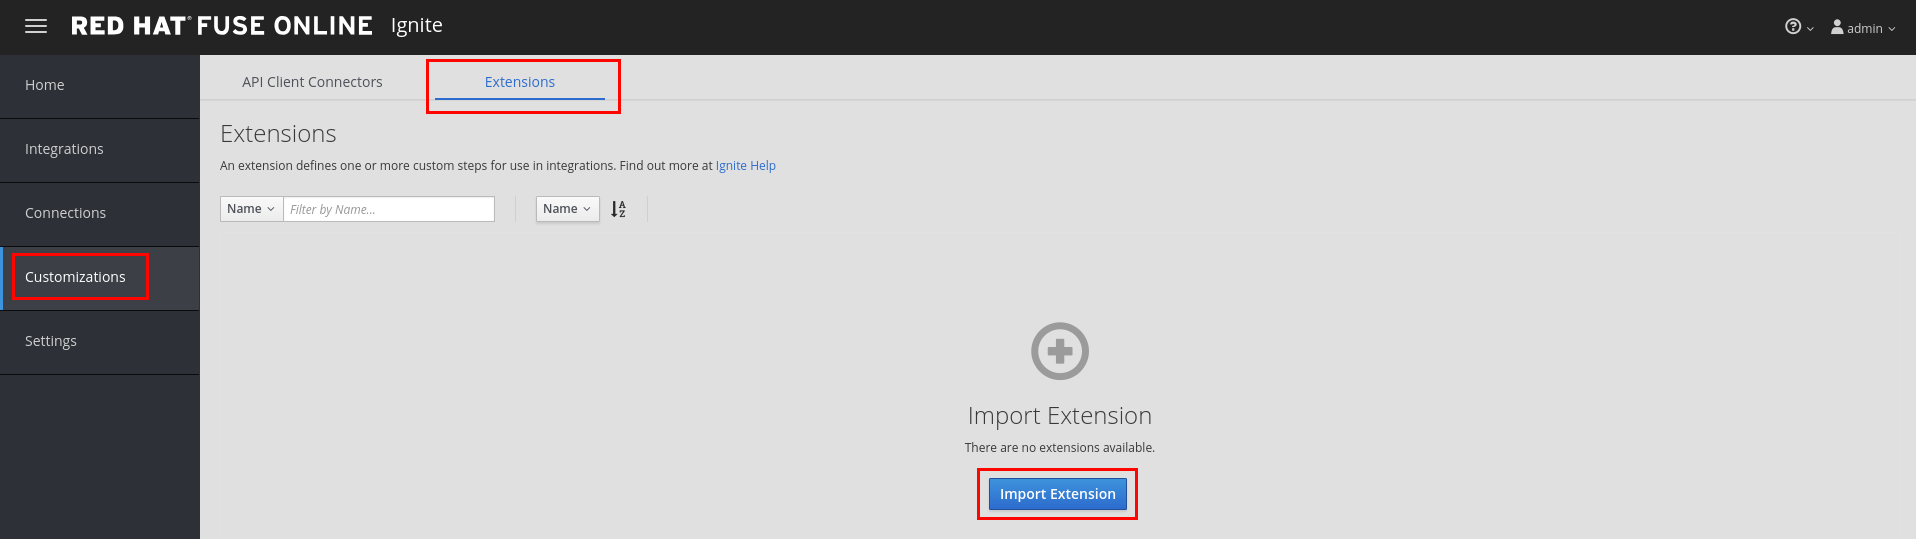 RED HAT® FUSE ONLINE Ignite
admin
Home
Integrations
Connections
Customizations
Settings
API Client Connectors
Extensions
Extensions
An extension defines one or more custom steps for use in integrations. Find out more at Ignite Help
Name Filter by Name... Name A Z
Import Extension
There are no extensions available.
Import Extension